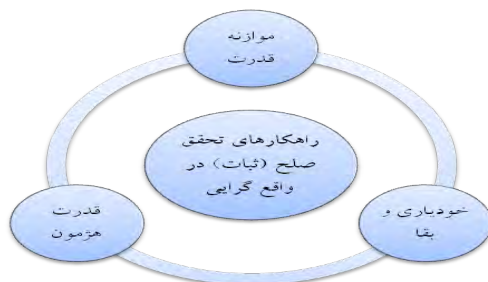 موازنه
قدرت
راهکارهای تحقق
صلح (ثبات) در
واقع گرایی
خودیاری و
بقا
قدرت
هژمون